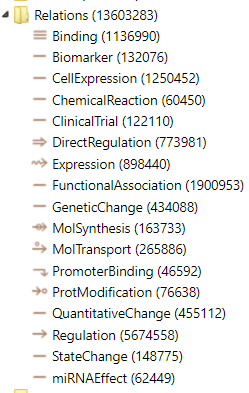 Relations (13603283)
Binding (1136990)
Biomarker (132076)
CellExpression (1250452)
ChemicalReaction (60450)
ClinicalTrial (122110)
DirectRegulation (773981)
Expression (898440)
FunctionalAssociation (1900953)
GeneticChange (434088)
MolSynthesis (163733)
MolTransport (265886)
PromoterBinding (46592)
ProtModification (76638)
QuantitativeChange (455112)
Regulation (5674558)
StateChange (148775)
miRNAEffect (62449)